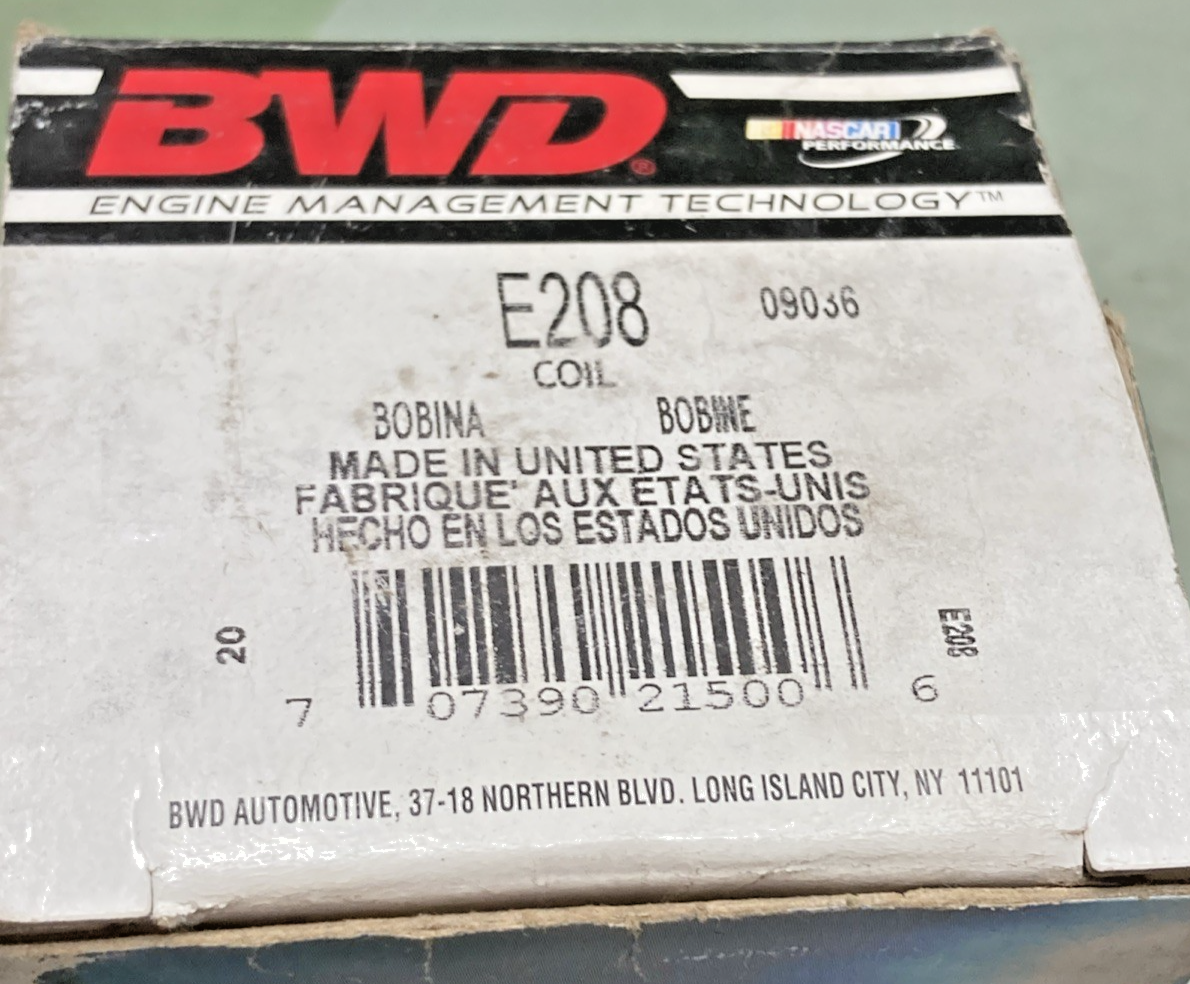 BWD®
NASCAR
PERFORMANCE
ENGINE MANAGEMENT TECHNOLOGY™
E208 09036
COIL
BOBINA BOBINE
MADE IN UNITED STATES
FABRIQUE' AUX ETATS-UNIS
HECHO EN LOS ESTADOS UNIDOS
20
E208
7 07390 21500 6
BWD AUTOMOTIVE, 37-18 NORTHERN BLVD. LONG ISLAND CITY, NY 11101